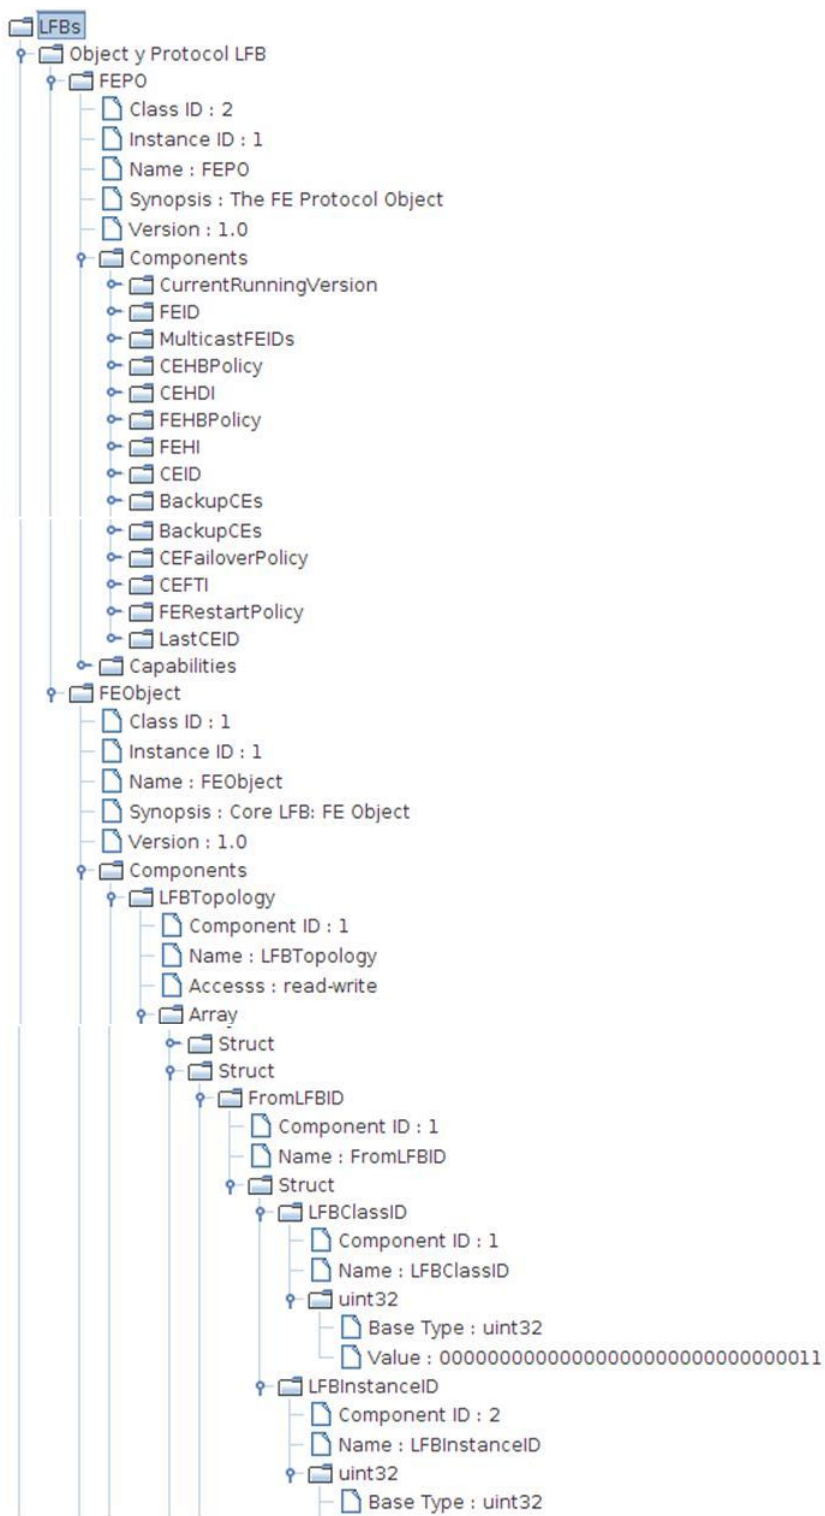 LFBs
Object y Protocol LFB
FEPO
Class ID : 2
Instance ID : 1
Name : FEPO
Synopsis : The FE Protocol Object
Version : 1.0
Components
CurrentRunningVersion
FEID
MulticastFEIDs
CEHBPolicy
CEHDI
FEHBPolicy
FEHI
CEID
BackupCEs
BackupCEs
CEFailoverPolicy
CEFTI
FERestartPolicy
LastCEID
Capabilities
FEObject
Class ID : 1
Instance ID : 1
Name : FEObject
Synopsis : Core LFB: FE Object
Version : 1.0
Components
LFBTopology
Component ID : 1
Name : LFBTopology
Accesss : read-write
Array
Struct
Struct
FromLFBID
Component ID : 1
Name : FromLFBID
Struct
LFBClassID
Component ID : 1
Name : LFBClassID
uint32
Base Type : uint32
Value : 00000000000000000000000000000011
LFBInstanceID
Component ID : 2
Name : LFBInstanceID
uint32
Base Type : uint32